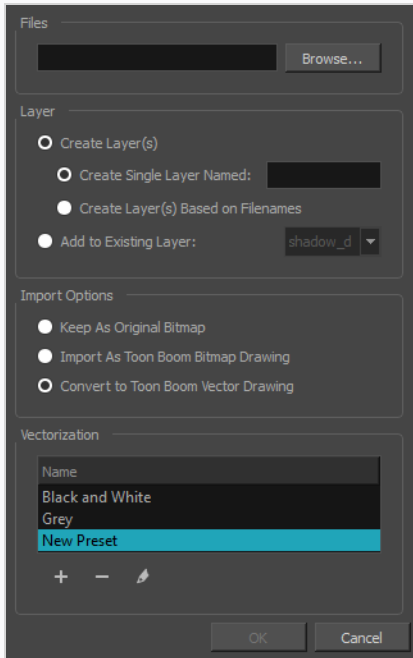 Files
Browse...
Layer
Create Layer(s)
Create Single Layer Named:
Create Layer(s) Based on Filenames
Add to Existing Layer: shadow_d
Import Options
Keep As Original Bitmap
Import As Toon Boom Bitmap Drawing
Convert to Toon Boom Vector Drawing
Vectorization
Name
Black and White
Grey
New Preset
OK Cancel